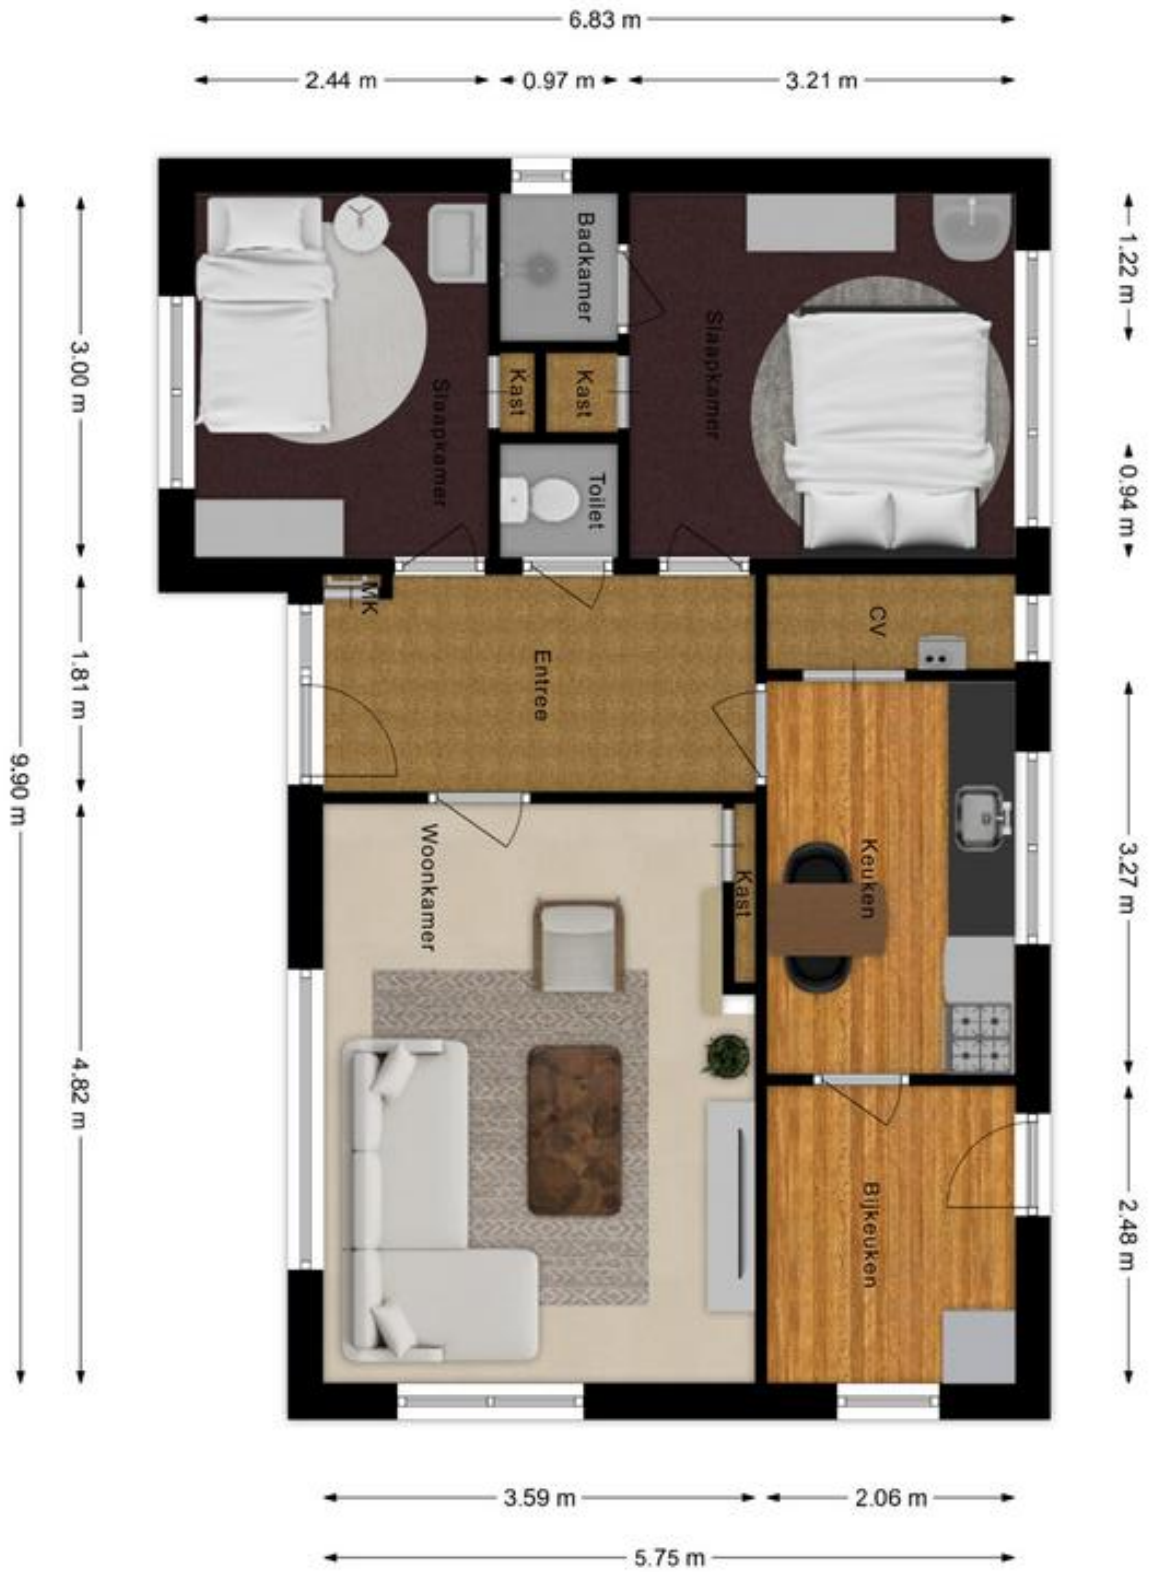 6.83 m
2.44 m
0.97 m
3.21 m
Badkamer
1.22 m
Slaapkamer
3.00 m
Kast
Kast
Slaapkamer
Toilet
0.94 m
MK
CV
Entree
1.81 m
9.90 m
Woonkamer
Kast
Keuken
3.27 m
4.82 m
Bijkeuken
2.48 m
3.59 m
2.06 m
5.75 m